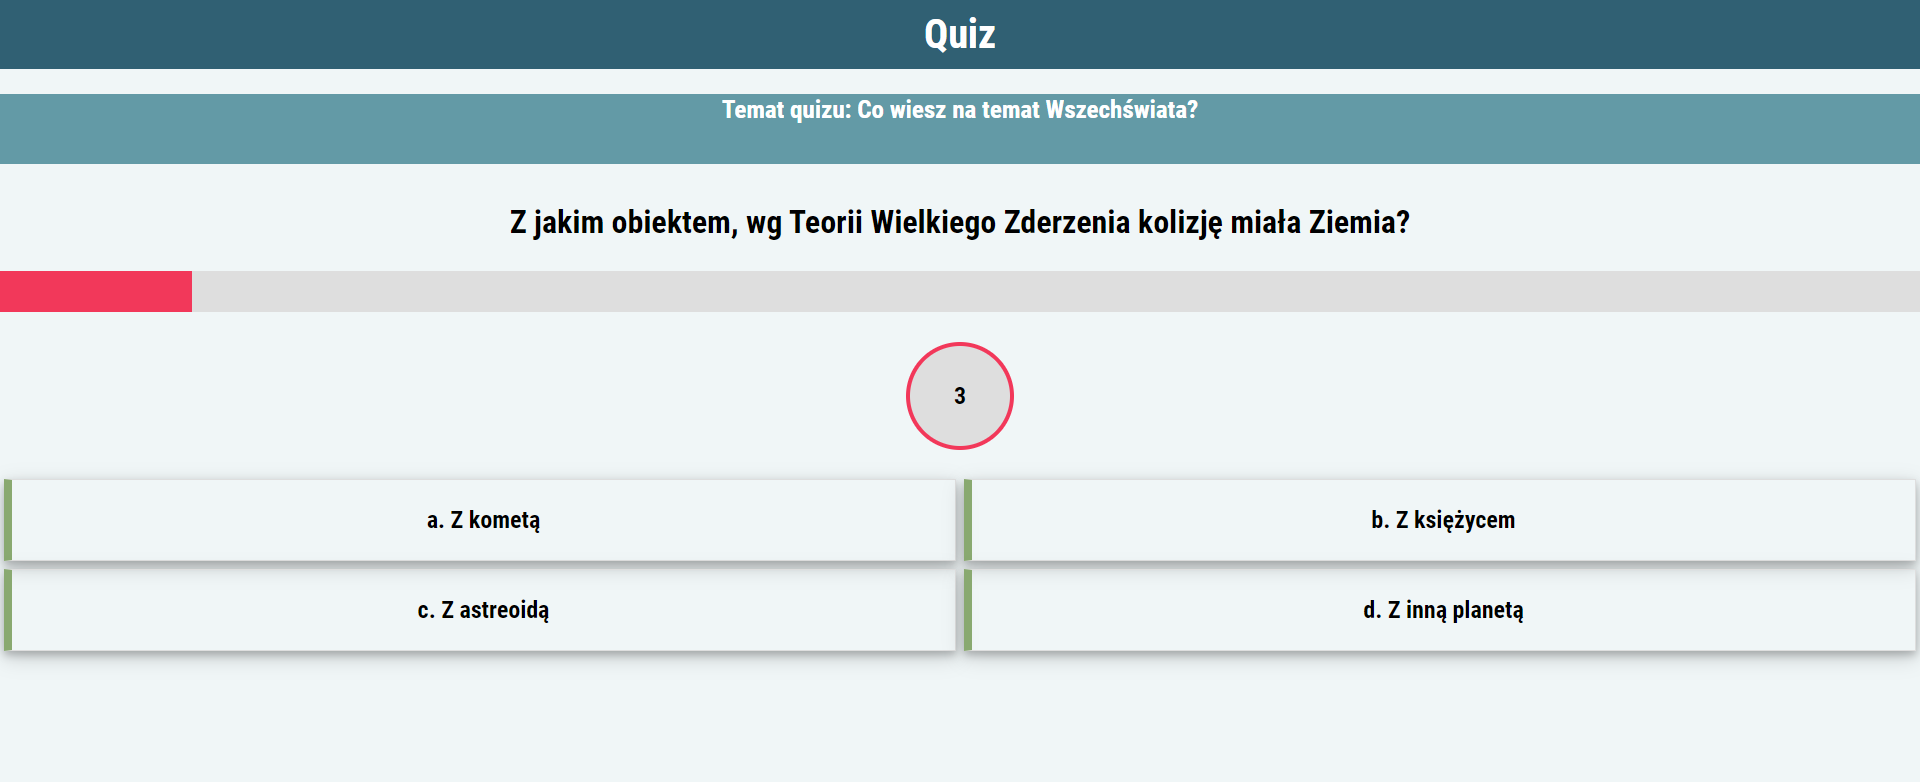 Quiz
Temat quizu: Co wiesz na temat Wszechświata?
Z jakim obiektem, wg Teorii Wielkiego Zderzenia kolizję miała Ziemia?
3
a. Z kometą
b. Z księżycem
c. Z astreoidą
d. Z inną planetą